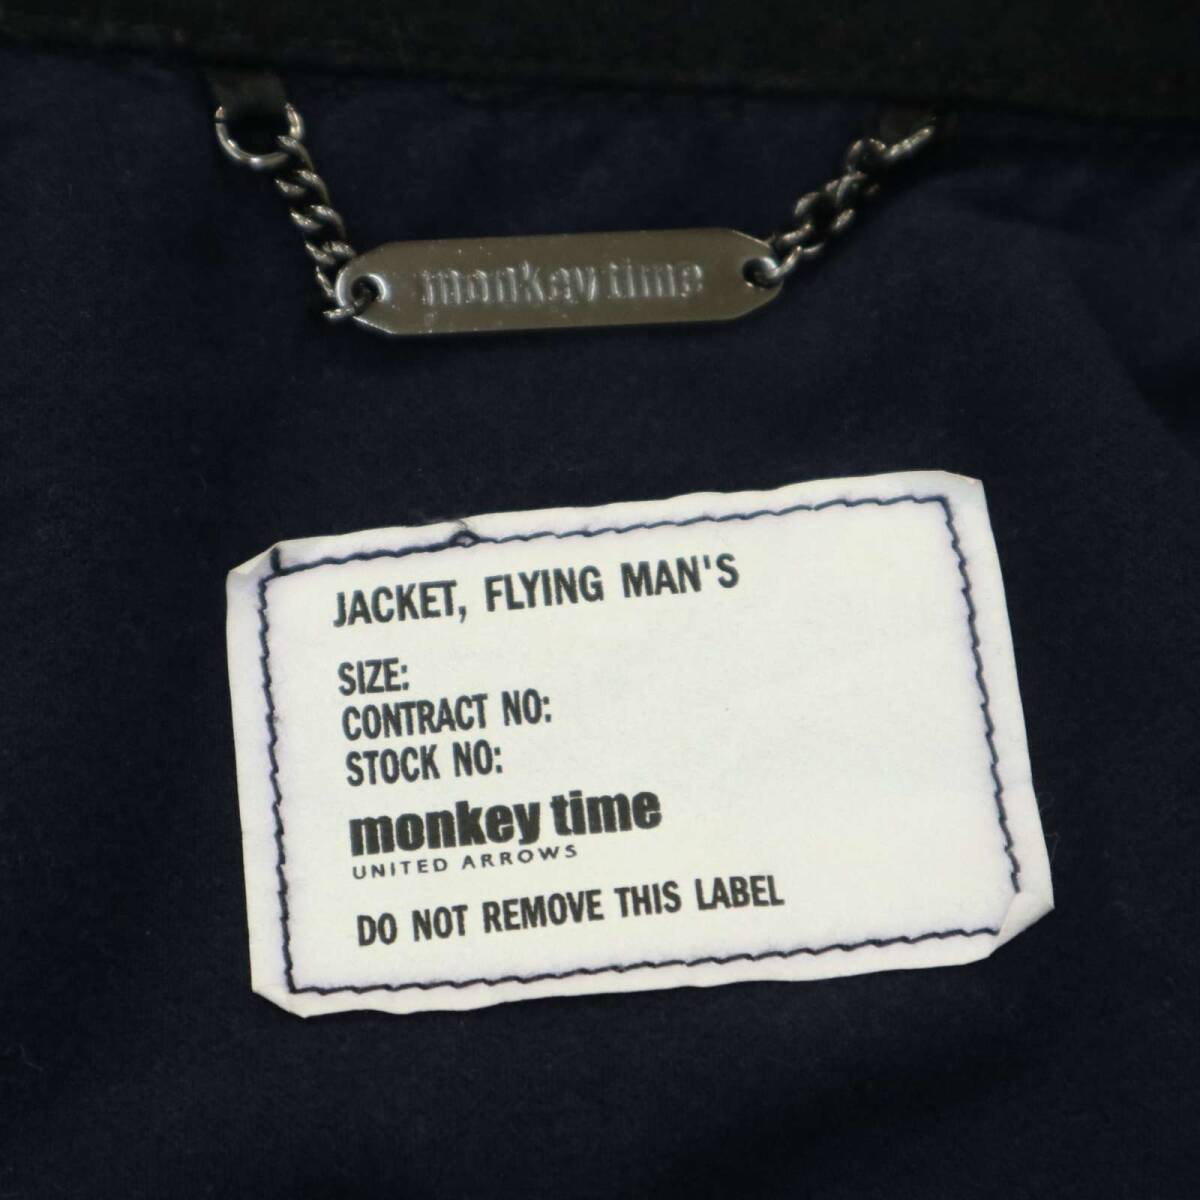 monkey time
JACKET, FLYING MAN'S
SIZE:
CONTRACT NO:
STOCK NO:
monkey time
UNITED ARROWS
DO NOT REMOVE THIS LABEL